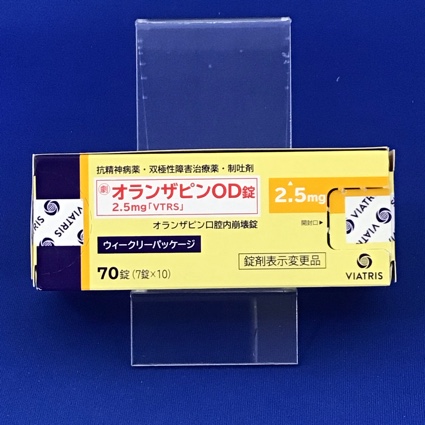 抗精神病薬・双極性障害治療薬・制吐剤
劇 オランザピンOD錠
2.5mg「VTRS」
2.5mg
オランザピン口腔内崩壊錠
開封口▶
ウィークリーパッケージ
70錠(7錠×10)
錠剤表示変更品
VIATRIS
VIATRIS